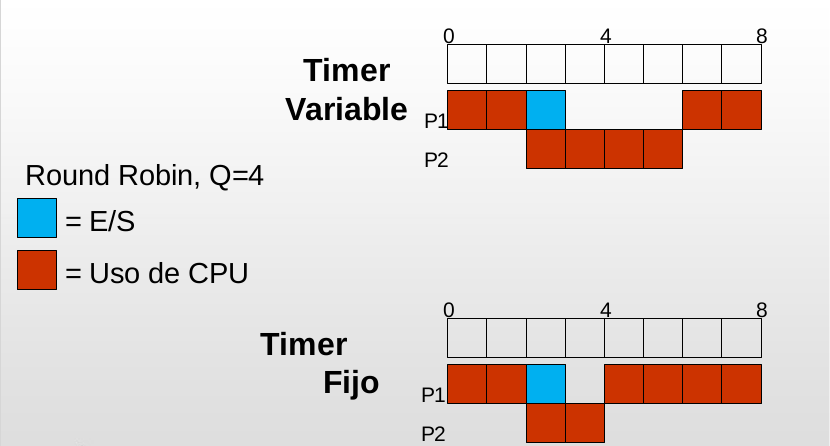 0 4 8
Timer
Variable
P1
P2
Round Robin, Q=4
= E/S
= Uso de CPU
0 4 8
Timer
Fijo
P1
P2